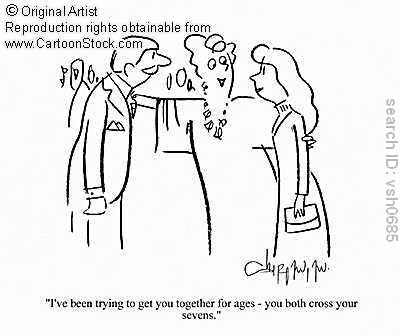 © Original Artist
Reproduction rights obtainable from
www.CartoonStock.com
search ID: vsh0685
"I've been trying to get you together for ages - you both cross your
sevens."